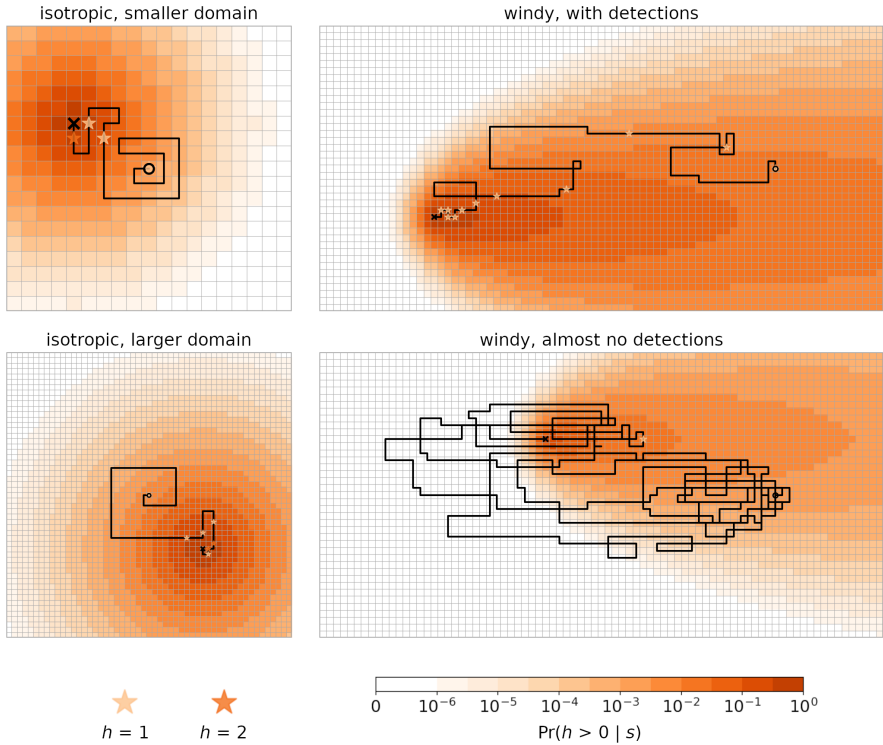 isotropic, smaller domain
windy, with detections
isotropic, larger domain
windy, almost no detections
h = 1
h = 2
0 10⁻⁶ 10⁻⁵ 10⁻⁴ 10⁻³ 10⁻² 10⁻¹ 10⁰
Pr(h > 0 | s)